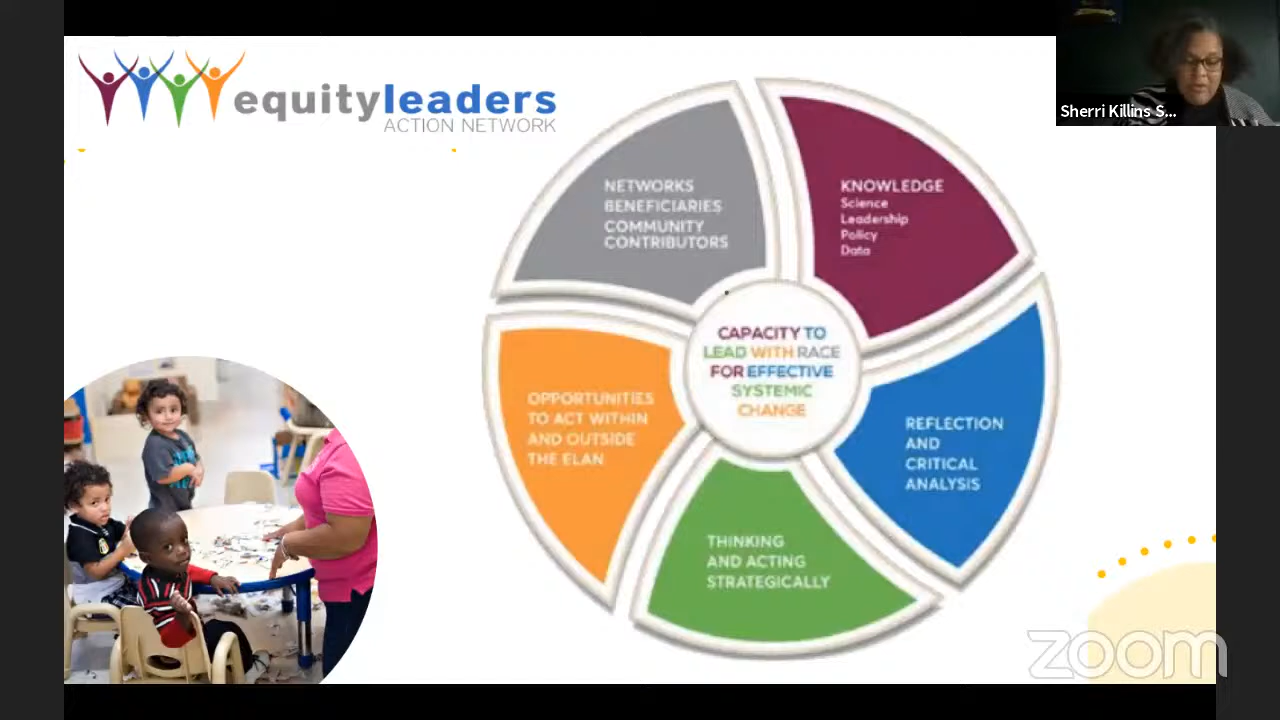 equityleaders
ACTION NETWORK
Sherri Killins S...
NETWORKS
BENEFICIARIES
COMMUNITY
CONTRIBUTORS
KNOWLEDGE
Science
Leadership
Policy
Data
CAPACITY TO
LEAD WITH RACE
FOR EFFECTIVE
SYSTEMIC
CHANGE
OPPORTUNITIES
TO ACT WITHIN
AND OUTSIDE
THE ELAN
REFLECTION
AND
CRITICAL
ANALYSIS
THINKING
AND ACTING
STRATEGICALLY
zoom